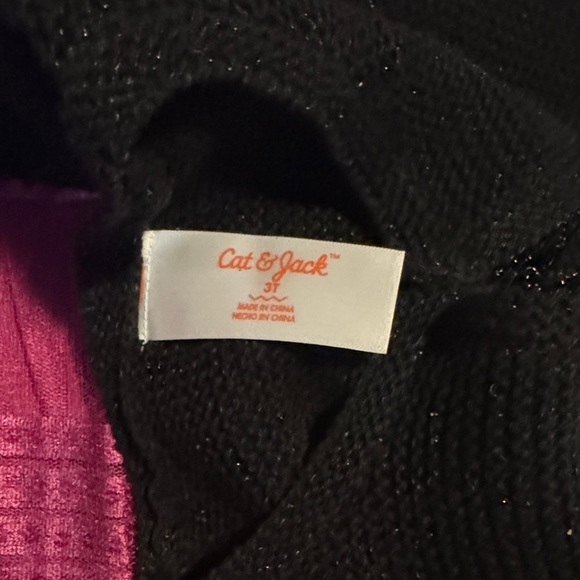 Cat & Jack™
3T
MADE IN CHINA
HECHO EN CHINA